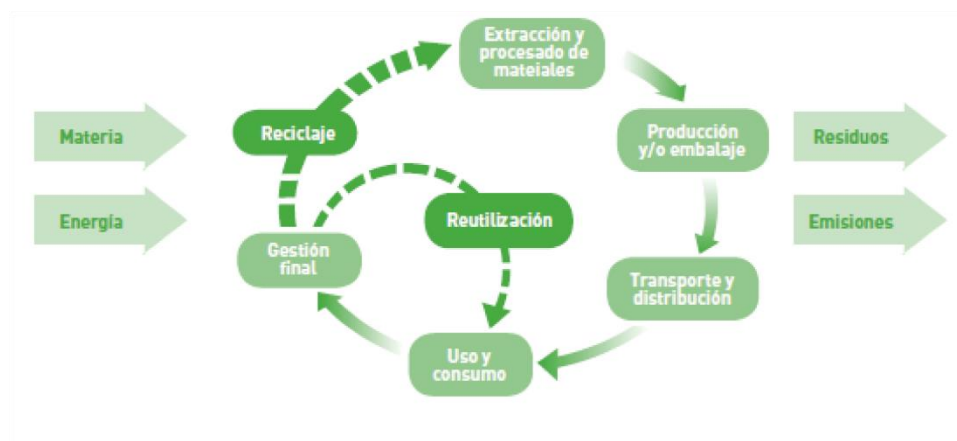 Extracción y
procesado de
mateiales
Materia
Reciclaje
Producción
y/o embalaje
Residuos
Energía
Reutilización
Emisiones
Gestión
final
Transporte y
distribución
Uso y
consumo